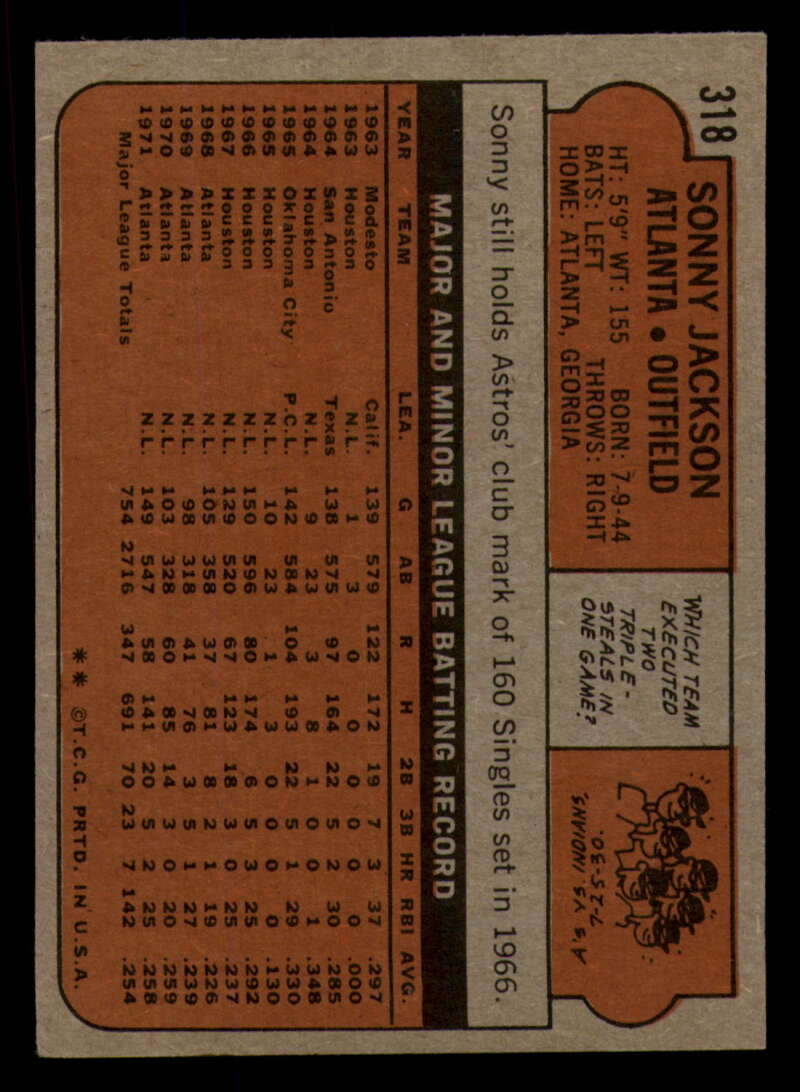 318
SONNY JACKSON
ATLANTA • OUTFIELD
HT: 5'9" WT: 155 BORN: 7-9-44
BATS: LEFT THROWS: RIGHT
HOME: ATLANTA, GEORGIA
WHICH TEAM
EXECUTED
TWO
TRIPLE-
STEALS IN
ONE GAME?
A'S VS. INDIANS,
7-25-30.
Sonny still holds Astros' club mark of 160 Singles set in 1966.
MAJOR AND MINOR LEAGUE BATTING RECORD
YEAR TEAM LEA. G AB R H 2B 3B HR RBI AVG.
1963 Modesto Calif. 139 579 122 172 19 7 3 37 .297
1963 Houston N.L. 1 3 0 0 0 0 0 0 .000
1964 San Antonio Texas 138 575 97 164 22 5 2 30 .285
1964 Houston N.L. 9 23 3 8 1 0 0 1 .348
1965 Oklahoma City P.C.L. 142 584 104 193 22 5 1 29 .330
1965 Houston N.L. 10 23 1 3 0 0 0 0 .130
1966 Houston N.L. 150 596 80 174 6 5 3 25 .292
1967 Houston N.L. 129 520 67 123 18 3 0 25 .237
1968 Atlanta N.L. 105 358 37 81 8 2 1 19 .226
1969 Atlanta N.L. 98 318 41 76 3 5 1 27 .239
1970 Atlanta N.L. 103 328 60 85 14 3 0 20 .259
1971 Atlanta N.L. 149 547 58 141 20 5 2 25 .258
Major League Totals 754 2716 347 691 70 23 7 142 .254
** ©T.C.G. PRTD. IN U.S.A.